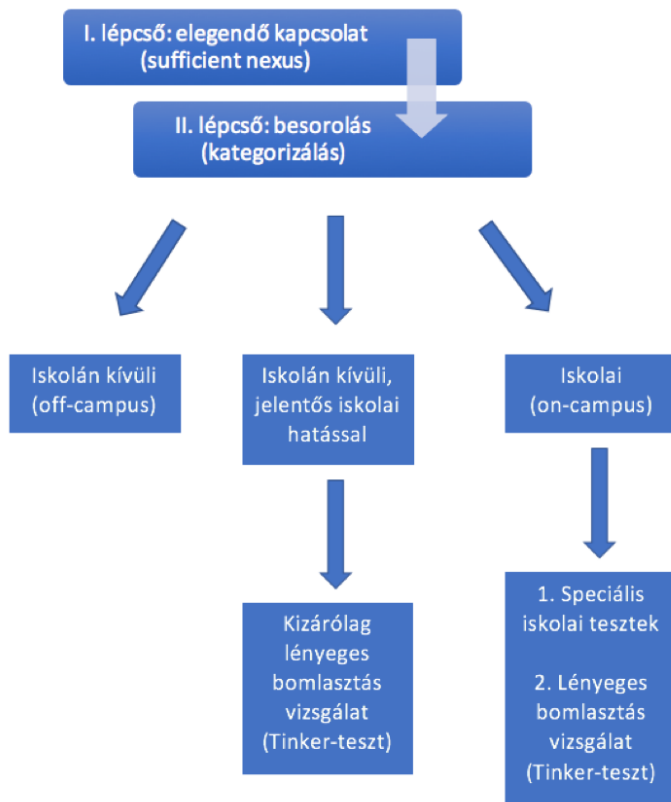 I. lépcső: elegendő kapcsolat
(sufficient nexus)
II. lépcső: besorolás
(kategorizálás)
Iskolán kívüli
(off-campus)
Iskolán kívüli,
jelentős iskolai
hatással
Iskolai
(on-campus)
Kizárólag
lényeges
bomlasztás
vizsgálat
(Tinker-teszt)
1. Speciális
iskolai tesztek
2. Lényeges
bomlasztás
vizsgálat
(Tinker-teszt)